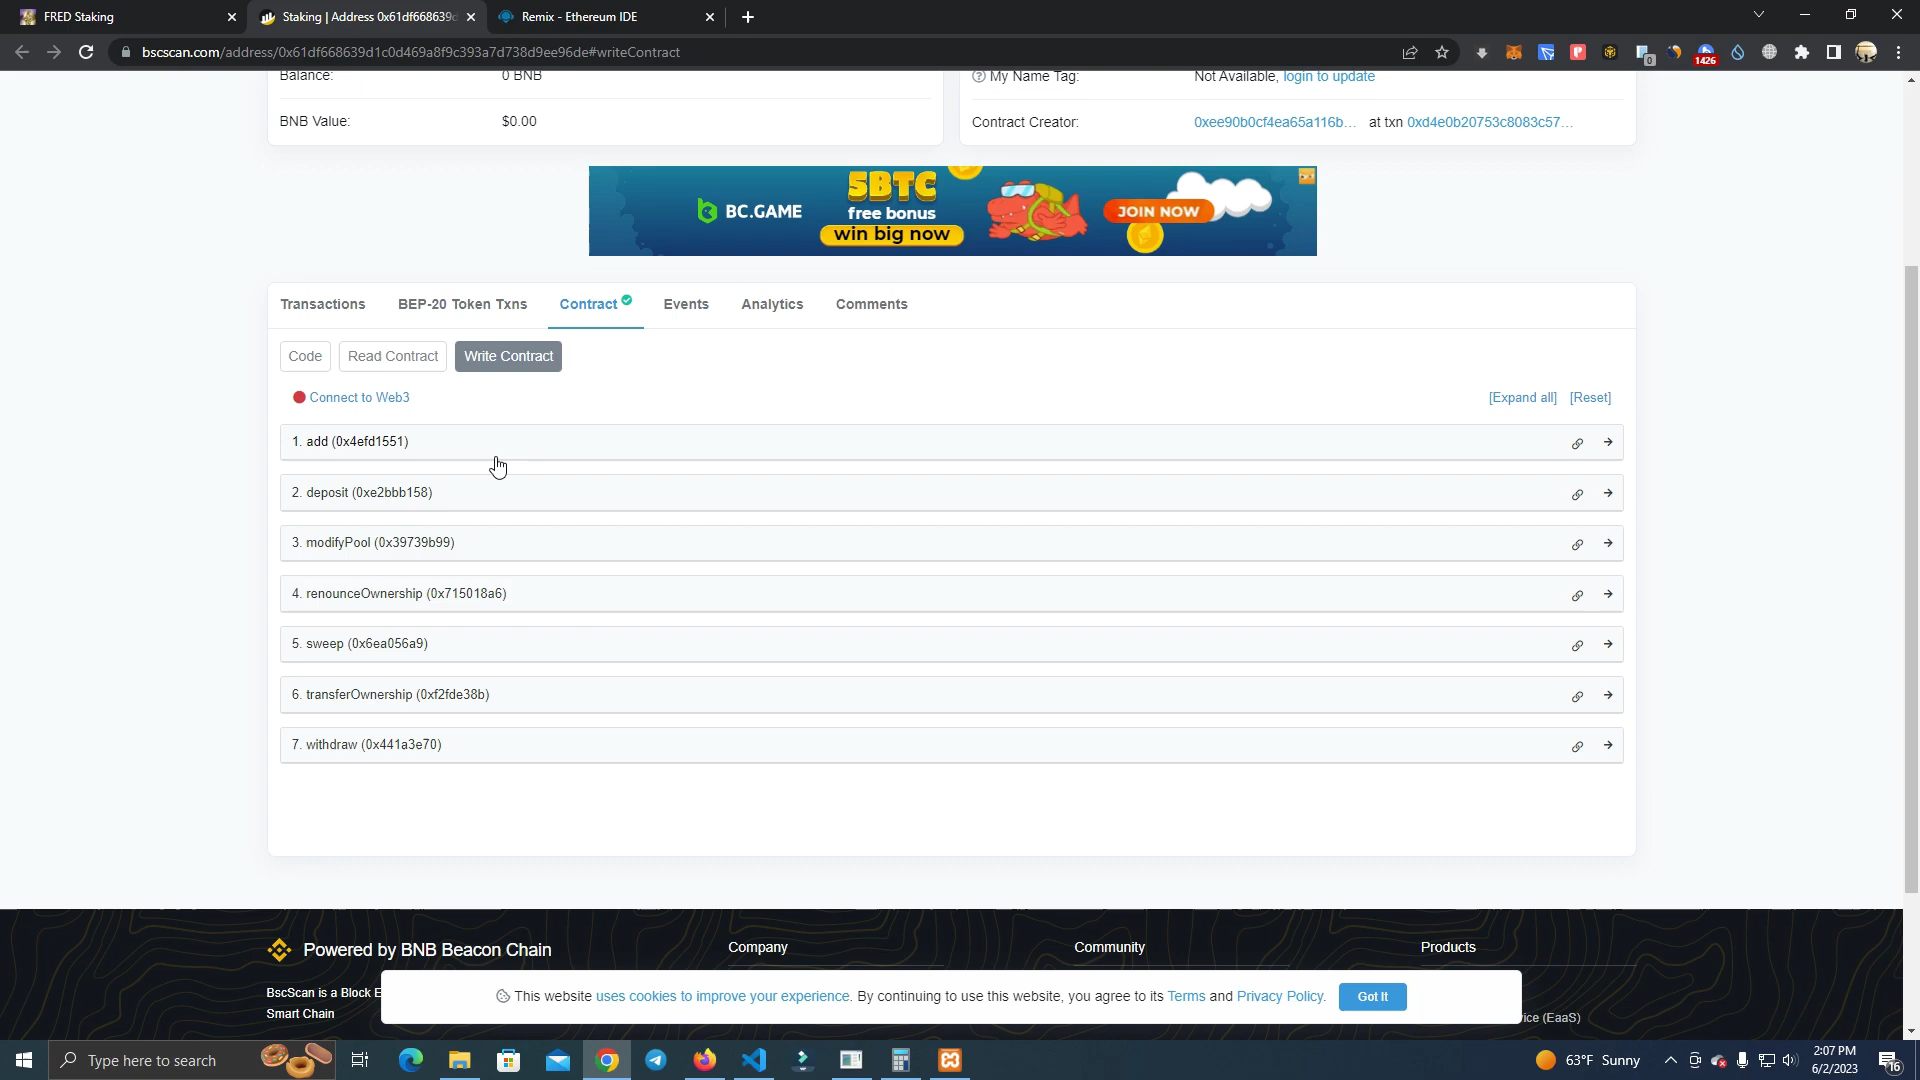 FRED Staking
Staking | Address 0x61df668639d
Remix - Ethereum IDE
bscscan.com/address/0x61df668639d1c0d469a8f9c393a7d738d9ee96de#writeContract
0
1426
Balance:
0 BNB
My Name Tag:
Not Available, login to update
BNB Value:
$0.00
Contract Creator:
0xee90b0cf4ea65a116b... at txn 0xd4e0b20753c8083c57...
BC.GAME
5BTC
free bonus
win big now
JOIN NOW
Transactions
BEP-20 Token Txns
Contract
Events
Analytics
Comments
Code
Read Contract
Write Contract
Connect to Web3
[Expand all] [Reset]
1. add (0x4efd1551)
2. deposit (0xe2bbb158)
3. modifyPool (0x39739b99)
4. renounceOwnership (0x715018a6)
5. sweep (0x6ea056a9)
6. transferOwnership (0xf2fde38b)
7. withdraw (0x441a3e70)
Powered by BNB Beacon Chain
Company
Community
Products
BscScan is a Block E
Smart Chain
This website uses cookies to improve your experience. By continuing to use this website, you agree to its Terms and Privacy Policy.
Got It
vice (EaaS)
Type here to search
63°F Sunny
2:07 PM
6/2/2023
16